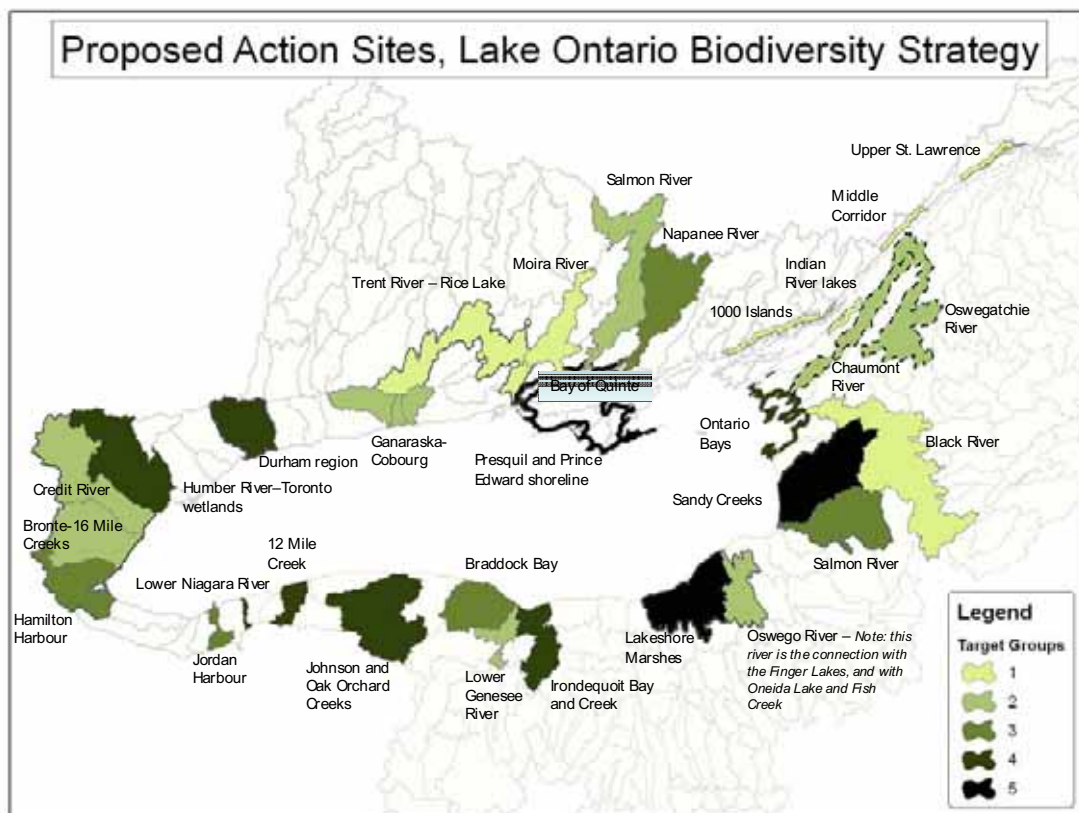 Proposed Action Sites, Lake Ontario Biodiversity Strategy
Upper St. Lawrence
Middle
Corridor
Salmon River
Napanee River
Moira River
Indian
River lakes
Trent River – Rice Lake
1000 Islands
Oswegatchie
River
Chaumont
River
Bay of Quinte
Ontario
Bays
Black River
Ganaraska-
Cobourg
Presquil and Prince
Edward shoreline
Durham region
Humber River–Toronto
wetlands
Credit River
Sandy Creeks
Bronte-16 Mile
Creeks
12 Mile
Creek
Braddock Bay
Salmon River
Lower Niagara River
Hamilton
Harbour
Jordan
Harbour
Johnson and
Oak Orchard
Creeks
Lower
Genesee
River
Irondequoit Bay
and Creek
Lakeshore
Marshes
Oswego River – Note: this
river is the connection with
the Finger Lakes, and with
Oneida Lake and Fish
Creek
Legend
Target Groups
1
2
3
4
5